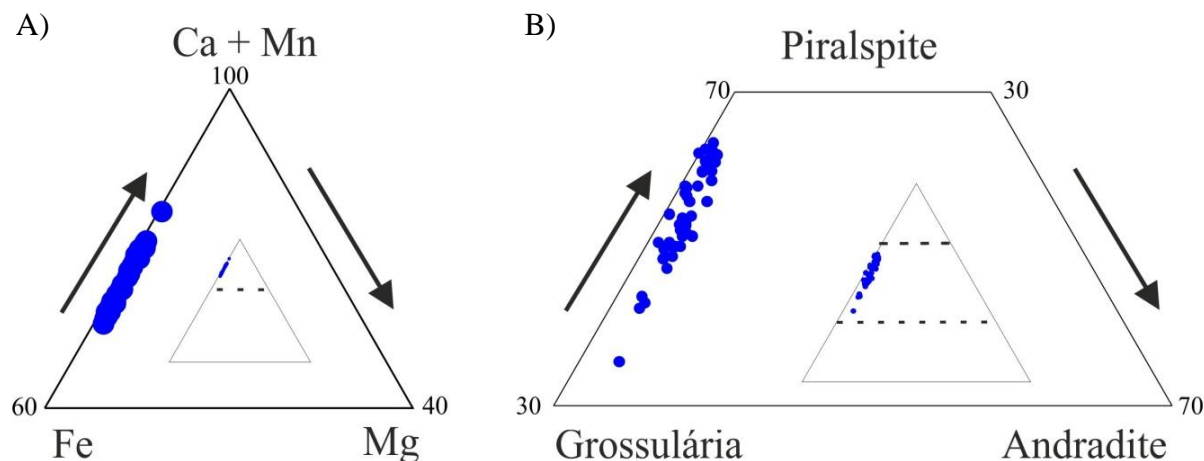 A)
Ca + Mn
100
60
40
Fe
Mg
B)
Piralspite
70
30
30
70
Grossulária
Andradite